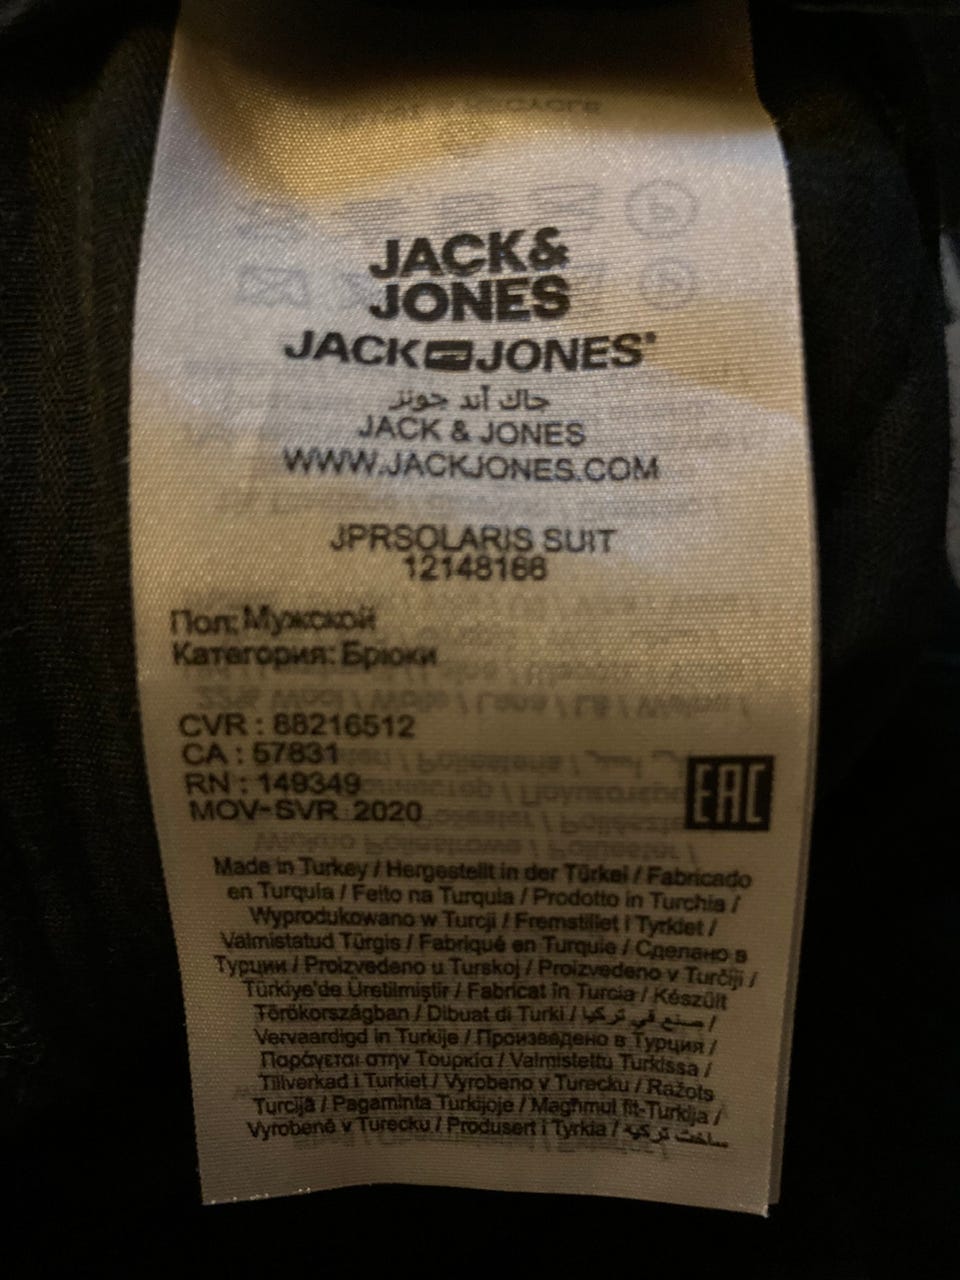 JACK&
JONES
JACK JONES®
جاك آند جونز
JACK & JONES
WWW.JACKJONES.COM
JPRSOLARIS SUIT
12148166
Пол: Мужской
Категория: Брюки
CVR : 88216512
CA : 57831
RN : 149349
MOV-SVR 2020
EAC
Made in Turkey / Hergestellt in der Türkei / Fabricado
en Turquía / Feito na Turquia / Prodotto in Turchia /
Wyprodukowano w Turcji / Fremstillet i Tyrkiet /
Valmistatud Türgis / Fabriqué en Turquie / Сделано в
Турции / Proizvedeno u Turskoj / Proizvedeno v Turčiji /
Türkiye'de Üretilmiştir / Fabricat în Turcia / Készült
Törökországban / Dibuat di Turki / صنع في تركيا /
Vervaardigd in Turkije / Произведено в Турция /
Παράγεται στην Τουρκία / Valmistettu Turkissa /
Tillverkad i Turkiet / Vyrobeno v Turecku / Ražots
Turcijā / Pagaminta Turkijoje / Magħmul fit-Turkija /
Vyrobené v Turecku / Produsert i Tyrkia / ساخت ترکیه